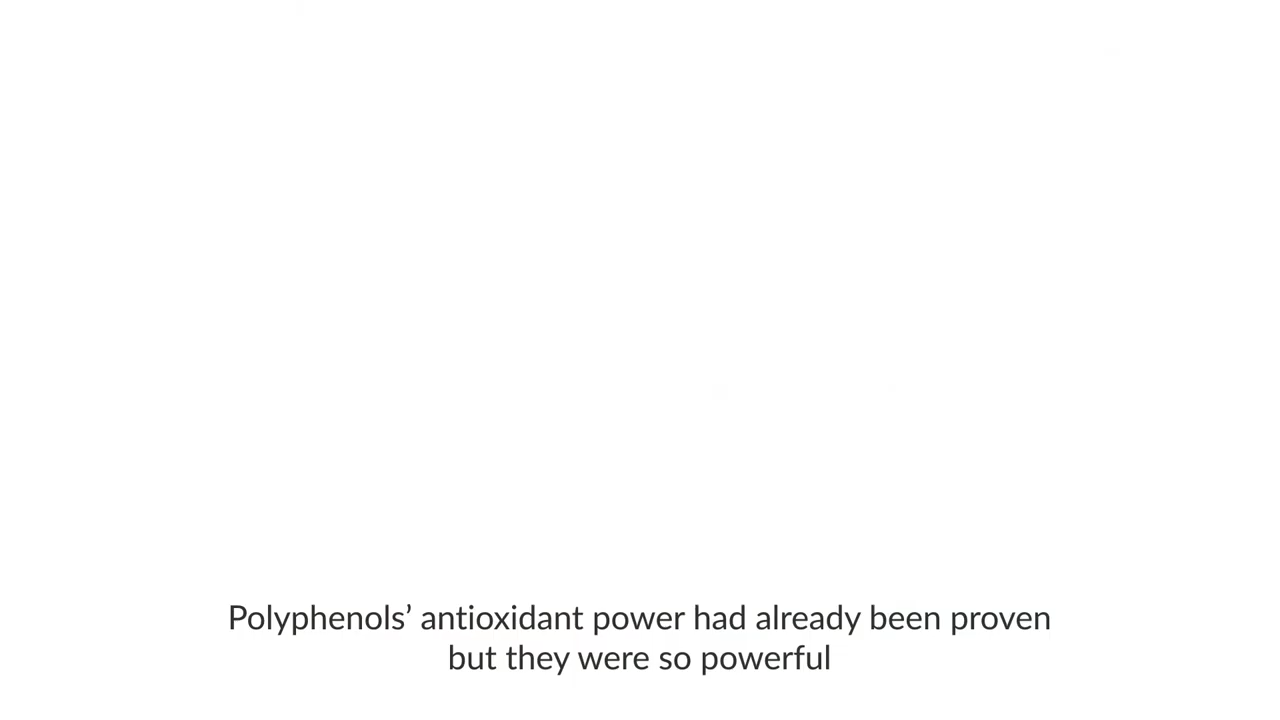 Polyphenols’ antioxidant power had already been proven
but they were so powerful